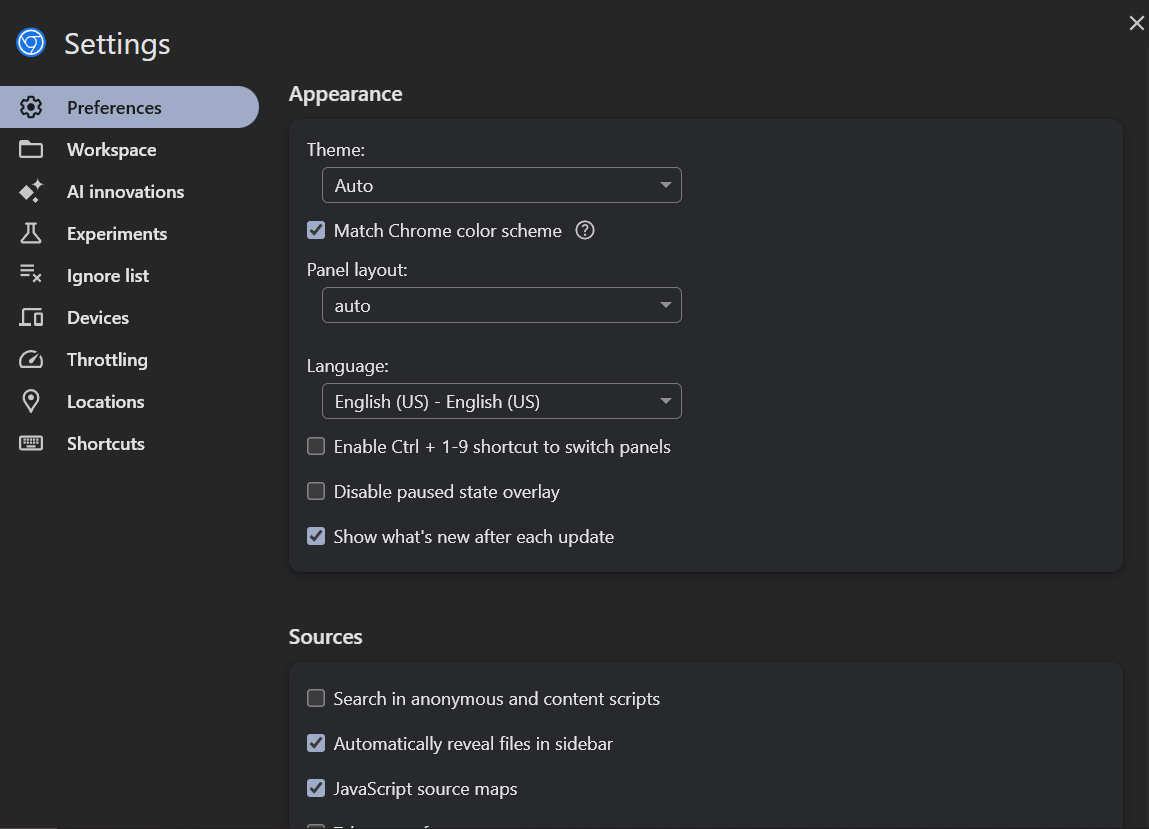 Settings
Preferences
Workspace
AI innovations
Experiments
Ignore list
Devices
Throttling
Locations
Shortcuts
Appearance
Theme:
Auto
Match Chrome color scheme
Panel layout:
auto
Language:
English (US) - English (US)
Enable Ctrl + 1-9 shortcut to switch panels
Disable paused state overlay
Show what's new after each update
Sources
Search in anonymous and content scripts
Automatically reveal files in sidebar
JavaScript source maps